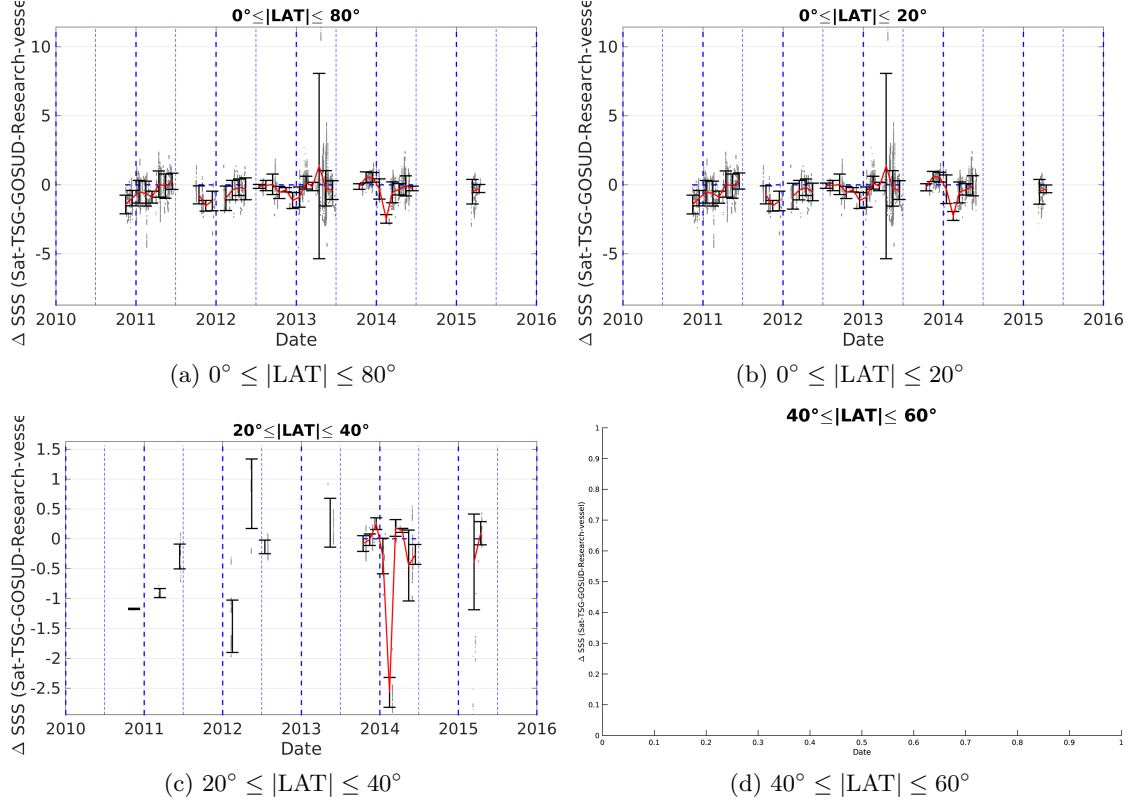 0°≤|LAT|≤ 80°
Δ SSS (Sat-TSG-GOSUD-Research-vesse
10
5
0
-5
2010 2011 2012 2013 2014 2015 2016
Date
(a) 0° ≤ |LAT| ≤ 80°
0°≤|LAT|≤ 20°
Δ SSS (Sat-TSG-GOSUD-Research-vesse
10
5
0
-5
2010 2011 2012 2013 2014 2015 2016
Date
(b) 0° ≤ |LAT| ≤ 20°
20°≤|LAT|≤ 40°
Δ SSS (Sat-TSG-GOSUD-Research-vesse
1.5
1
0.5
0
-0.5
-1
-1.5
-2
-2.5
2010 2011 2012 2013 2014 2015 2016
Date
(c) 20° ≤ |LAT| ≤ 40°
40°≤|LAT|≤ 60°
Δ SSS (Sat-TSG-GOSUD-Research-vessel)
1
0.9
0.8
0.7
0.6
0.5
0.4
0.3
0.2
0.1
0
0 0.1 0.2 0.3 0.4 0.5 0.6 0.7 0.8 0.9 1
Date
(d) 40° ≤ |LAT| ≤ 60°